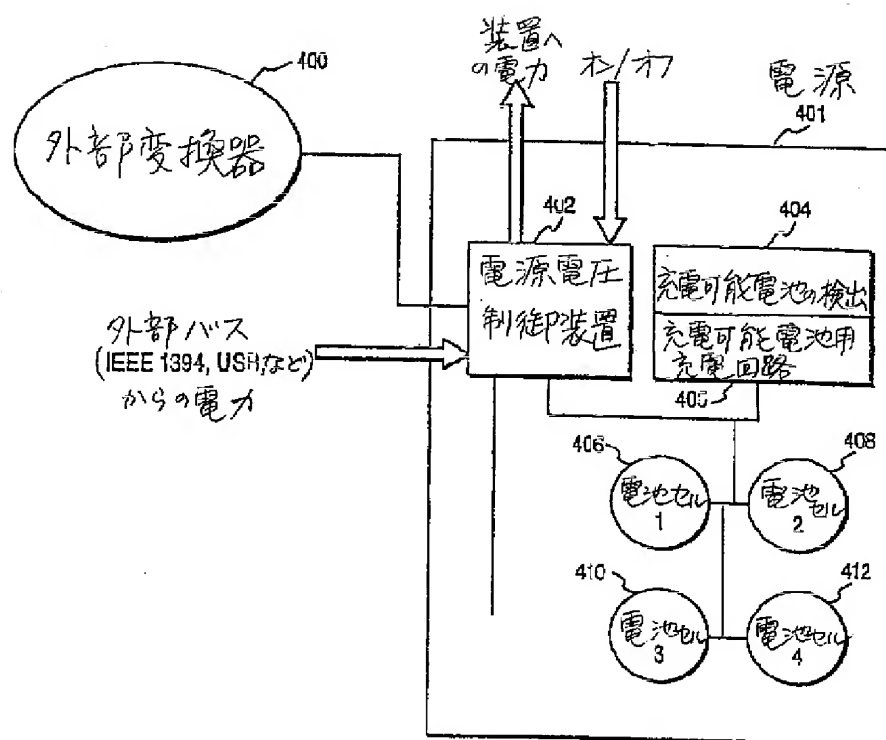 400
外部変換器
装置へ
の電力
オン/オフ
電源
401
402
電源電圧
制御装置
404
充電可能電池の検出
充電可能電池用
充電回路
405
外部バス
(IEEE 1394, USBなど)
からの電力
406
電池セル
1
408
電池セル
2
410
電池セル
3
412
電池セル
4